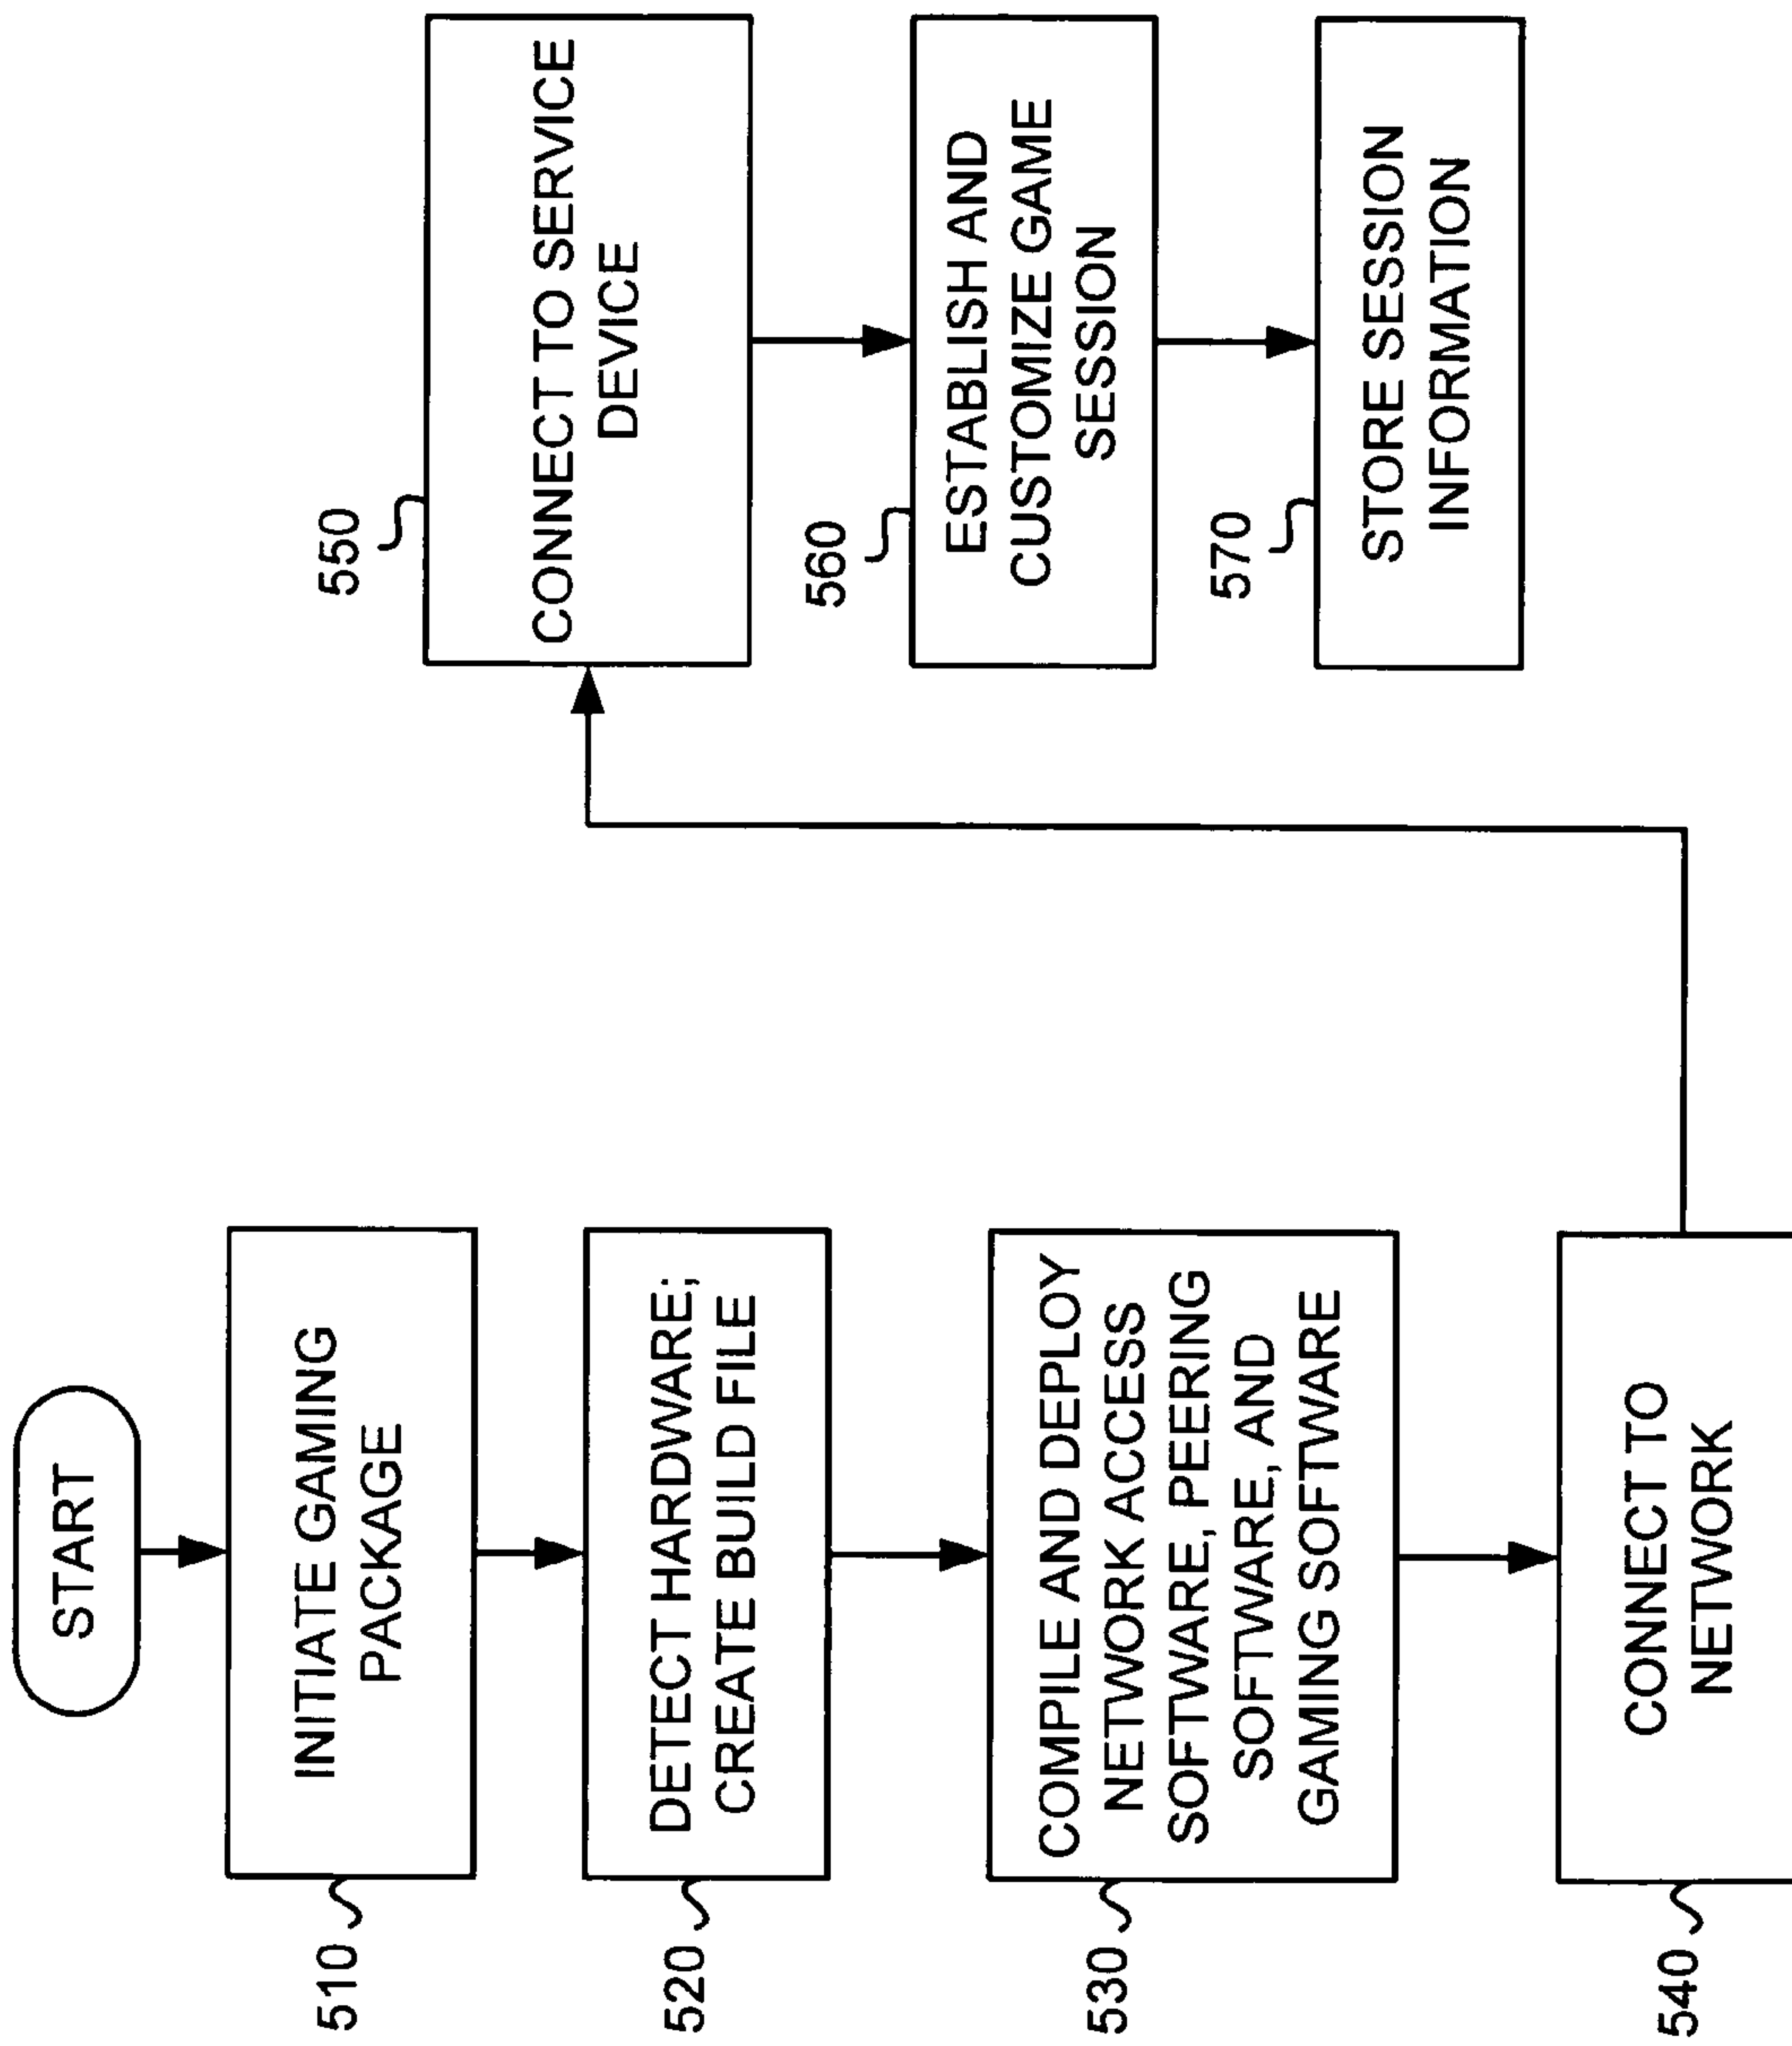 START
510
INITIATE GAMING
PACKAGE
520
DETECT HARDWARE;
CREATE BUILD FILE
530
COMPILE AND DEPLOY
NETWORK ACCESS
SOFTWARE, PEERING
SOFTWARE, AND
GAMING SOFTWARE
540
CONNECT TO
NETWORK
550
CONNECT TO SERVICE
DEVICE
560
ESTABLISH AND
CUSTOMIZE GAME
SESSION
570
STORE SESSION
INFORMATION